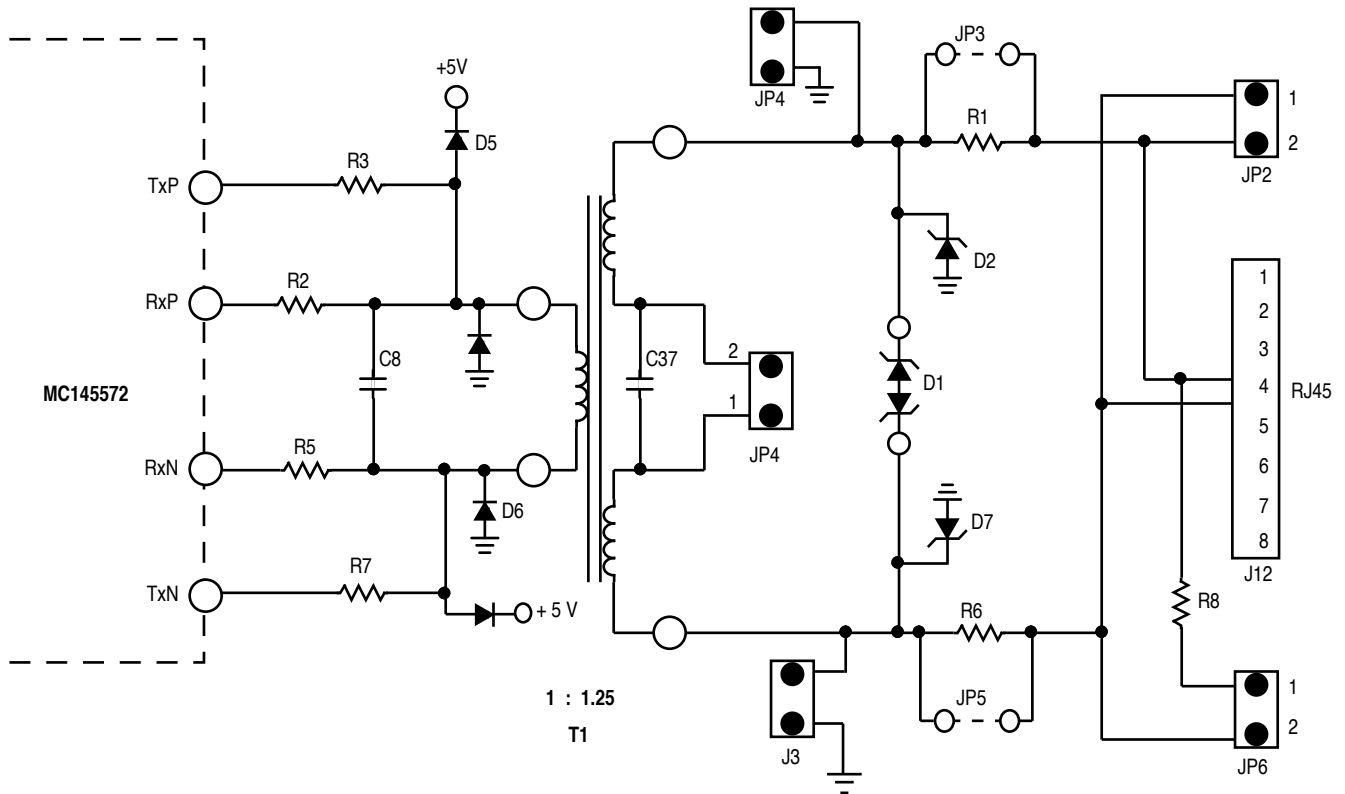 JP4
JP3
+5V
D5
R1
1
2
JP2
R3
TxP
D2
R2
RxP
C8
C37
2
1
JP4
D1
1
2
3
4
5
6
7
8
RJ45
J12
MC145572
R5
RxN
D6
D7
R7
TxN
+ 5 V
R6
R8
1 : 1.25
T1
J3
JP5
1
2
JP6